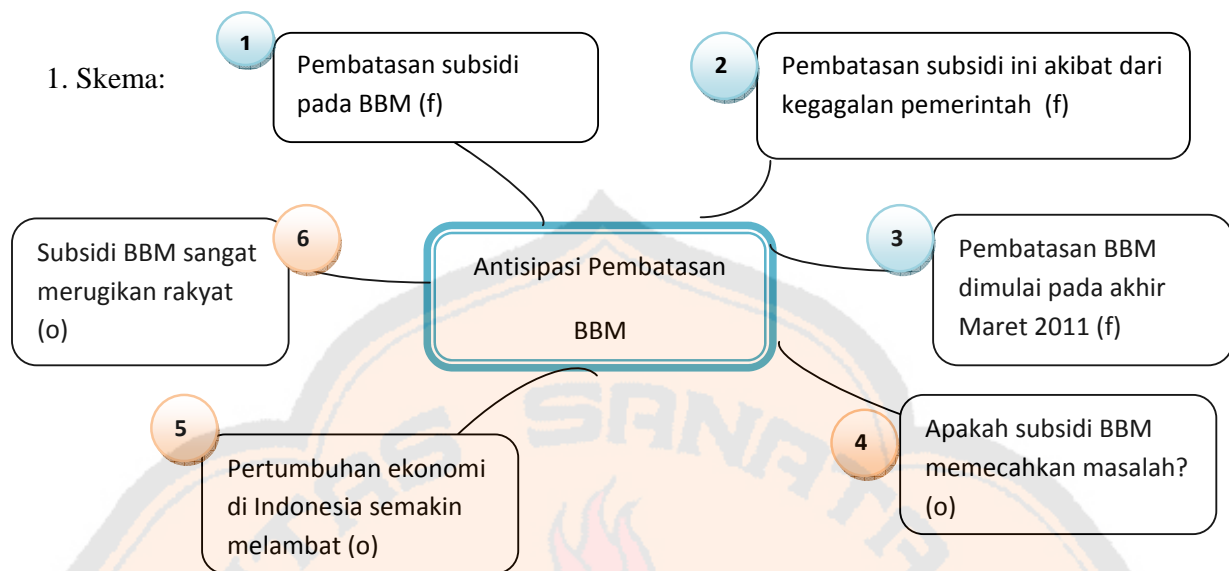 1. Skema:
1
Pembatasan subsidi
pada BBM (f)
2
Pembatasan subsidi ini akibat dari
kegagalan pemerintah (f)
3
Pembatasan BBM
dimulai pada akhir
Maret 2011 (f)
4
Apakah subsidi BBM
memecahkan masalah?
(o)
5
Pertumbuhan ekonomi
di Indonesia semakin
melambat (o)
6
Subsidi BBM sangat
merugikan rakyat
(o)
Antisipasi Pembatasan
BBM
TAS SANATA